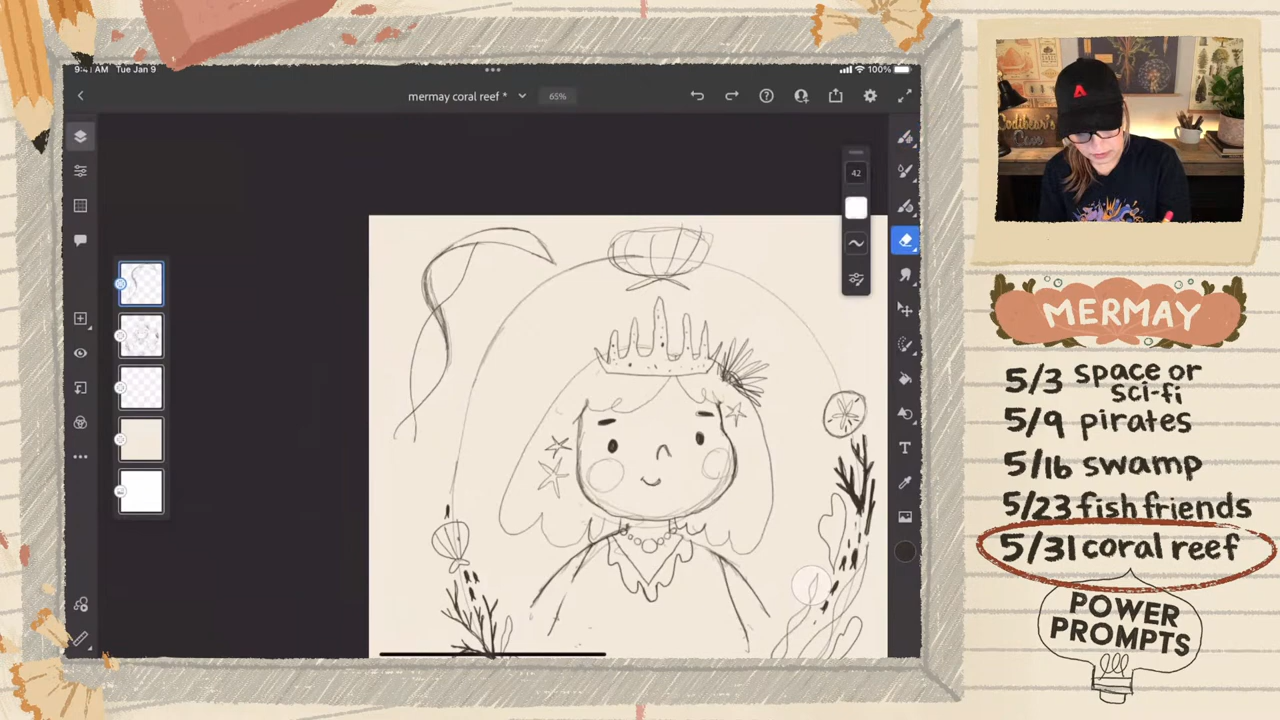 9:41 AM Tue Jan 9
100%
mermay coral reef *
65%
42
T
A
MERMAY
5/3 space or
sci-fi
5/9 pirates
5/16 swamp
5/23 fish friends
5/31 coral reef
POWER
PROMPTS